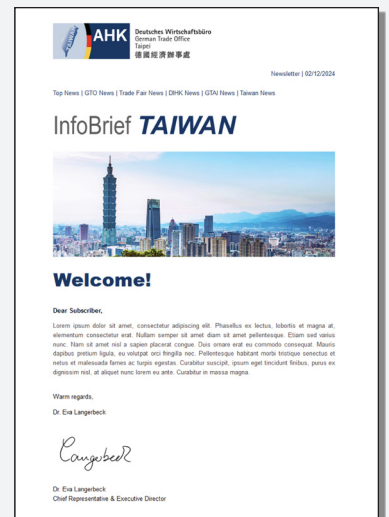 AHK
Deutsches Wirtschaftsbüro
German Trade Office
Taipei
德國經濟辦事處
Newsletter | 02/12/2024
Top News | GTO News | Trade Fair News | DIHK News | GTAI News | Taiwan News
InfoBrief TAIWAN
Welcome!
Dear Subscriber,
Lorem ipsum dolor sit amet, consectetur adipiscing elit. Phasellus ex lectus, lobortis et magna at,
elementum consectetur erat. Nullam semper sit amet diam sit amet pellentesque. Etiam sed varius
nunc. Nam sit amet nisl a sapien placerat congue. Duis ornare erat eu commodo consequat. Mauris
dapibus pretium ligula, eu volutpat orci fringilla nec. Pellentesque habitant morbi tristique senectus et
netus et malesuada fames ac turpis egestas. Curabitur suscipit, ipsum eget tincidunt finibus, purus ex
dignissim nisl, at aliquet nunc lorem eu ante. Curabitur in massa magna.
Warm regards,
Dr. Eva Langerbeck
Langerbeck
Dr. Eva Langerbeck
Chief Representative & Executive Director